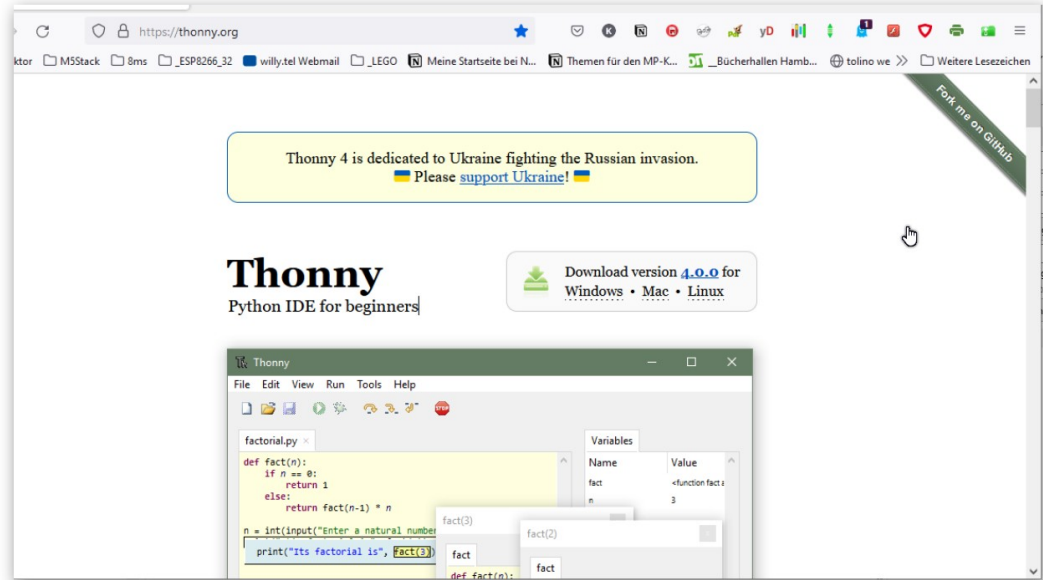 https://thonny.org
ktor M5Stack 8ms _ESP8266_32 willy.tel Webmail _LEGO Meine Startseite bei N... Themen für den MP-K... __Bücherhallen Hamb... tolino we Weitere Lesezeichen
Fork me on GitHub
Thonny 4 is dedicated to Ukraine fighting the Russian invasion.
Please support Ukraine!
Thonny
Python IDE for beginners
Download version 4.0.0 for
Windows • Mac • Linux
Thonny
File Edit View Run Tools Help
STOP
factorial.py
Variables
def fact(n):
Name Value
if n == 0:
fact <function fact a
return 1
n 3
else:
return fact(n-1) * n
n = int(input("Enter a natural number
print("Its factorial is", fact(3))
fact(3)
fact
def fact(n):
fact(2)
fact